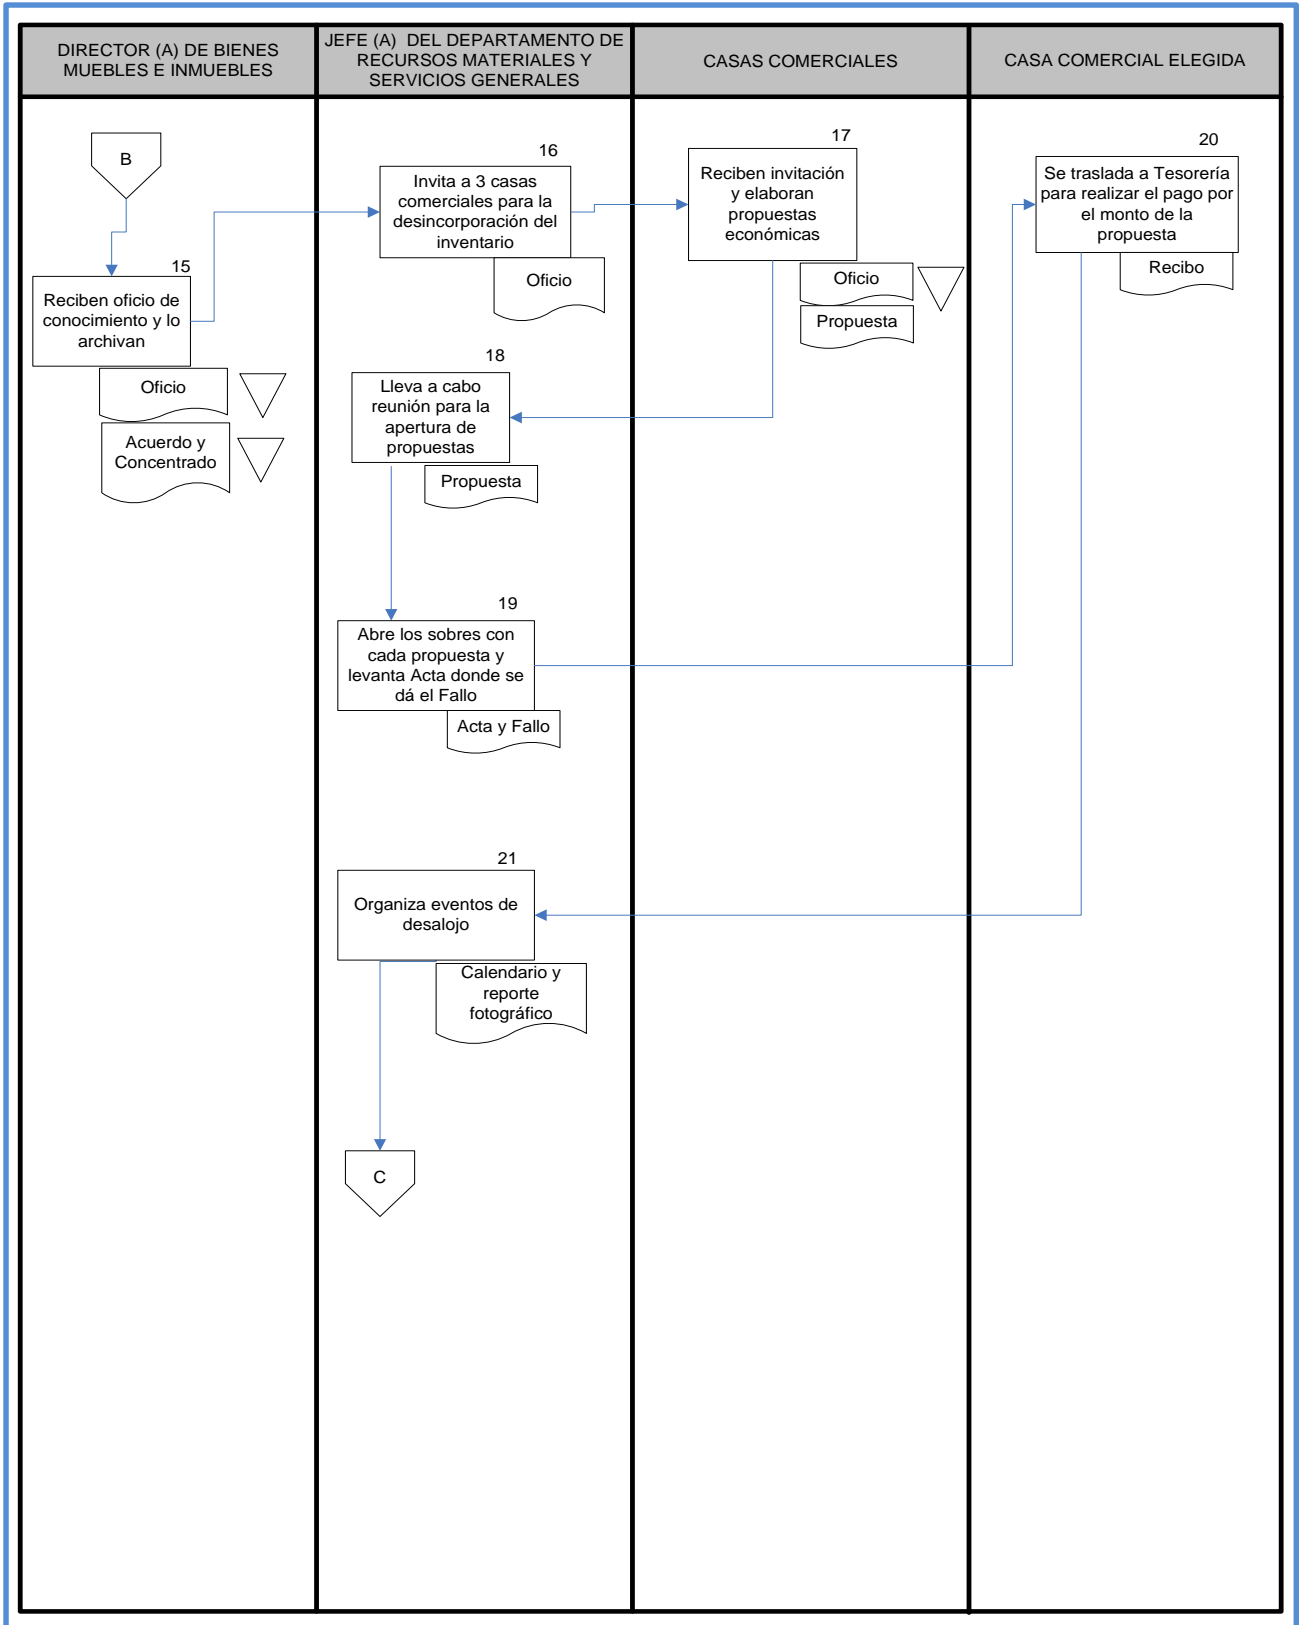 DIRECTOR (A) DE BIENES
MUEBLES E INMUEBLES
JEFE (A)  DEL DEPARTAMENTO DE
RECURSOS MATERIALES Y
SERVICIOS GENERALES
CASAS COMERCIALES
CASA COMERCIAL ELEGIDA
B
15
Reciben oficio de
conocimiento y lo
archivan
Oficio
Acuerdo y
Concentrado
16
Invita a 3 casas
comerciales para la
desincorporación del
inventario
Oficio
17
Reciben invitación
y elaboran
propuestas
económicas
Oficio
Propuesta
18
Lleva a cabo
reunión para la
apertura de
propuestas
Propuesta
19
Abre los sobres con
cada propuesta y
levanta Acta donde se
dá el Fallo
Acta y Fallo
20
Se traslada a Tesorería
para realizar el pago por
el monto de la
propuesta
Recibo
21
Organiza eventos de
desalojo
Calendario y
reporte
fotográfico
C